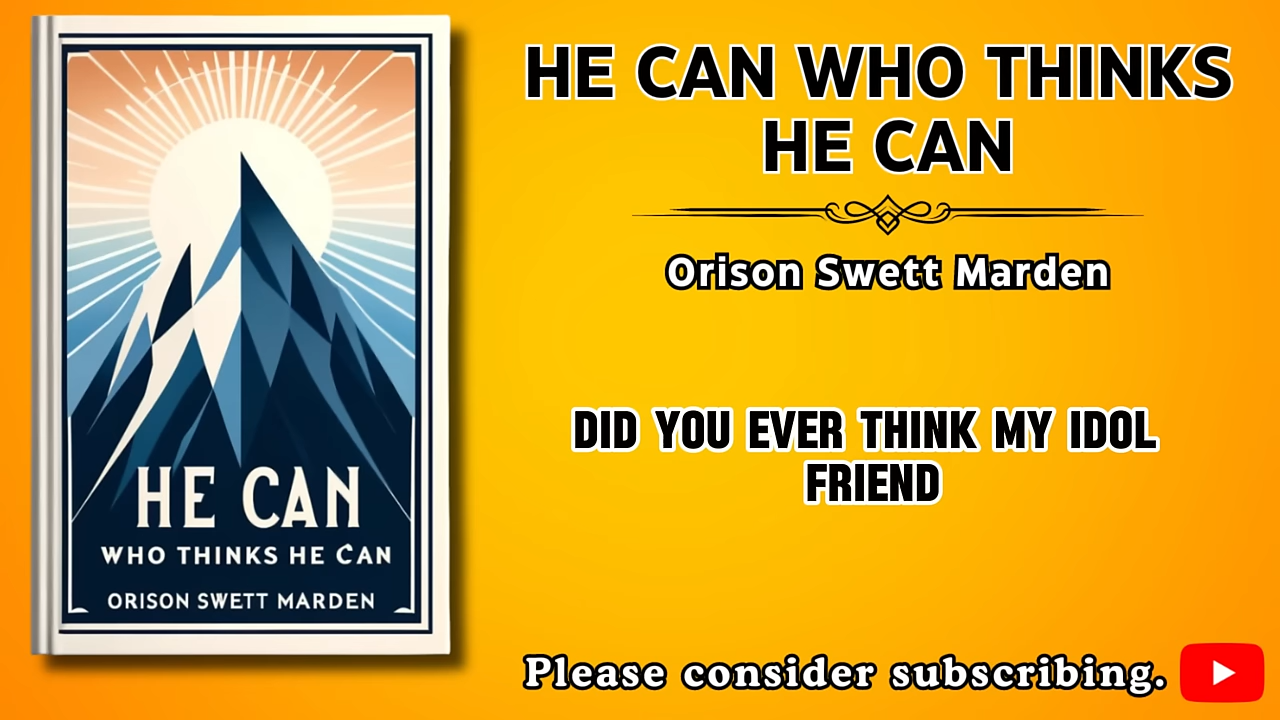 HE CAN
WHO THINKS HE CAN
ORISON SWETT MARDEN
HE CAN WHO THINKS
HE CAN
Orison Swett Marden
DID YOU EVER THINK MY IDOL
FRIEND
Please consider subscribing.